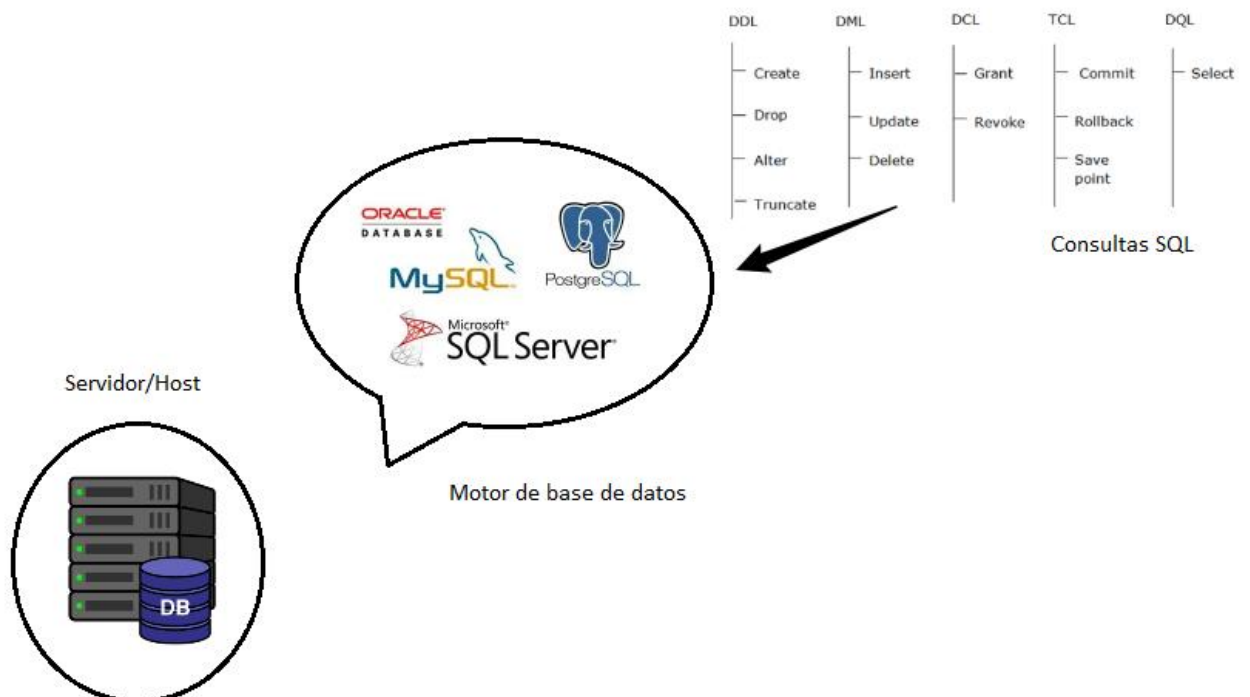 DDL
DML
DCL
TCL
DQL
Create
Insert
Grant
Commit
Select
Drop
Update
Revoke
Rollback
Alter
Delete
Save
point
Truncate
Consultas SQL
ORACLE
DATABASE
MySQL
PostgreSQL
Microsoft
SQL Server
Motor de base de datos
Servidor/Host
DB